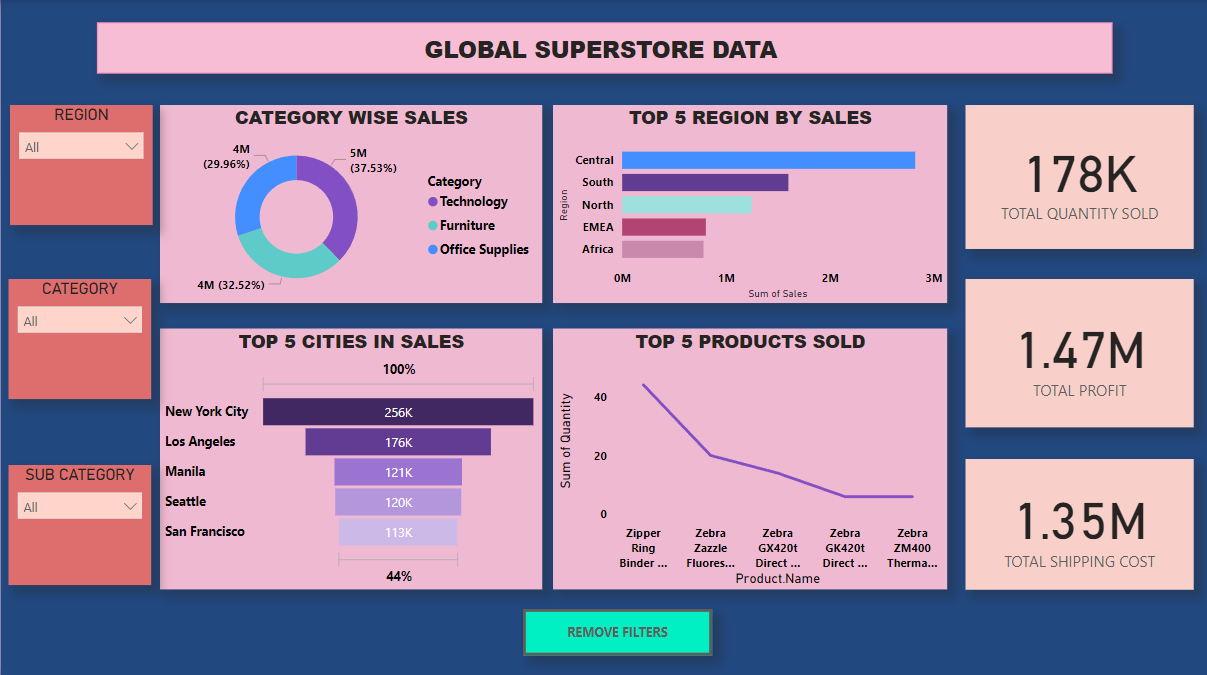 GLOBAL SUPERSTORE DATA
REGION
All
CATEGORY
All
SUB CATEGORY
All
CATEGORY WISE SALES
4M
(29.96%)
5M
(37.53%)
4M (32.52%)
Category
Technology
Furniture
Office Supplies
TOP 5 REGION BY SALES
Region
Central
South
North
EMEA
Africa
0M 1M 2M 3M
Sum of Sales
178K
TOTAL QUANTITY SOLD
TOP 5 CITIES IN SALES
100%
New York City 256K
Los Angeles 176K
Manila 121K
Seattle 120K
San Francisco 113K
44%
TOP 5 PRODUCTS SOLD
Sum of Quantity
40
20
0
Zipper
Ring
Binder ...
Zebra
Zazzle
Fluores...
Zebra
GX420t
Direct ...
Zebra
GK420t
Direct ...
Zebra
ZM400
Therma...
Product.Name
1.47M
TOTAL PROFIT
1.35M
TOTAL SHIPPING COST
REMOVE FILTERS